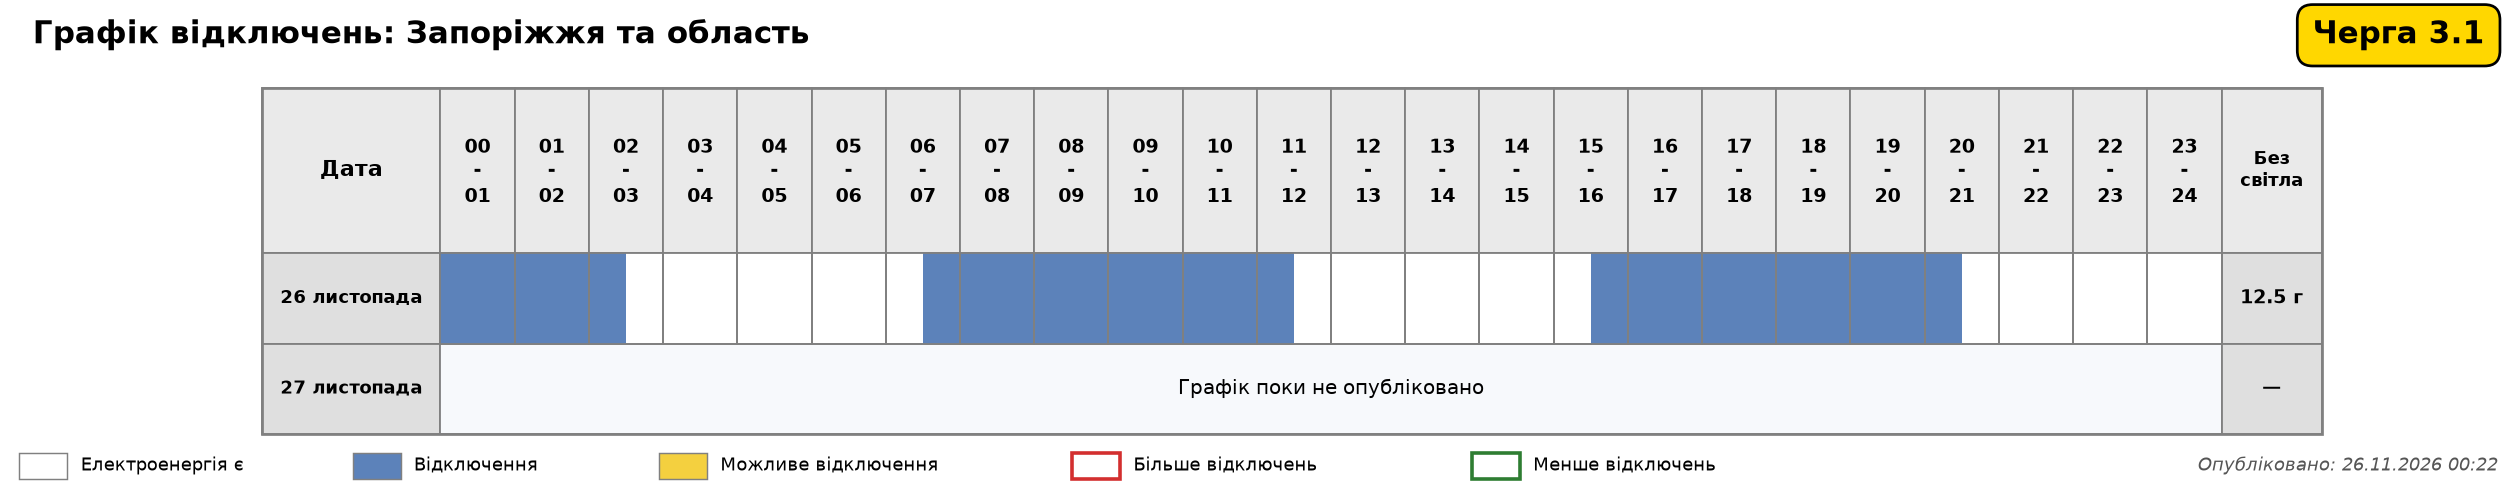 Графік відключень: Запоріжжя та область
Черга 3.1
Дата
00 - 01
01 - 02
02 - 03
03 - 04
04 - 05
05 - 06
06 - 07
07 - 08
08 - 09
09 - 10
10 - 11
11 - 12
12 - 13
13 - 14
14 - 15
15 - 16
16 - 17
17 - 18
18 - 19
19 - 20
20 - 21
21 - 22
22 - 23
23 - 24
Без
світла
26 листопада
12.5 г
27 листопада
Графік поки не опубліковано
—
Електроенергія є
Відключення
Можливе відключення
Більше відключень
Менше відключень
Опубліковано: 26.11.2026 00:22